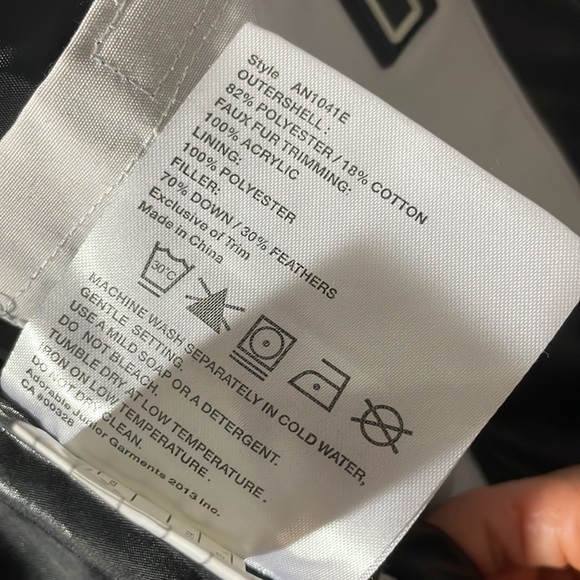 Style AN1041E
OUTERSHELL:
82% POLYESTER / 18% COTTON
FAUX FUR TRIMMING:
100% ACRYLIC
LINING:
100% POLYESTER
FILLER:
70% DOWN / 30% FEATHERS
Exclusive of Trim
Made in China
30°C
MACHINE WASH SEPARATELY IN COLD WATER,
GENTLE SETTING.
USE A MILD SOAP OR A DETERGENT.
DO NOT BLEACH.
TUMBLE DRY AT LOW TEMPERATURE.
IRON ON LOW TEMPERATURE.
DO NOT DRY CLEAN.
Adorable Junior Garments 2013 Inc.
CA #00328